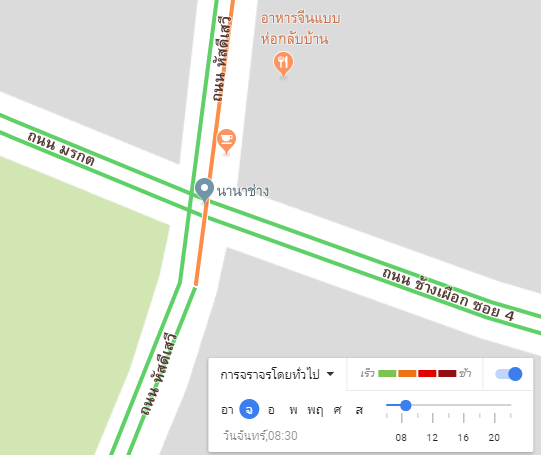 อาหารจีนแบบ
ห่อกลับบ้าน
ถนน หัสดิเสวี
ถนน มรกต
นานาช่าง
ถนน ช้างเผือก ซอย 4
ถนน หัสดิเสวี
การจราจรโดยทั่วไป
เร็ว ช้า
อา จ อ พ พฤ ศ ส
08 12 16 20
วันจันทร์,08:30